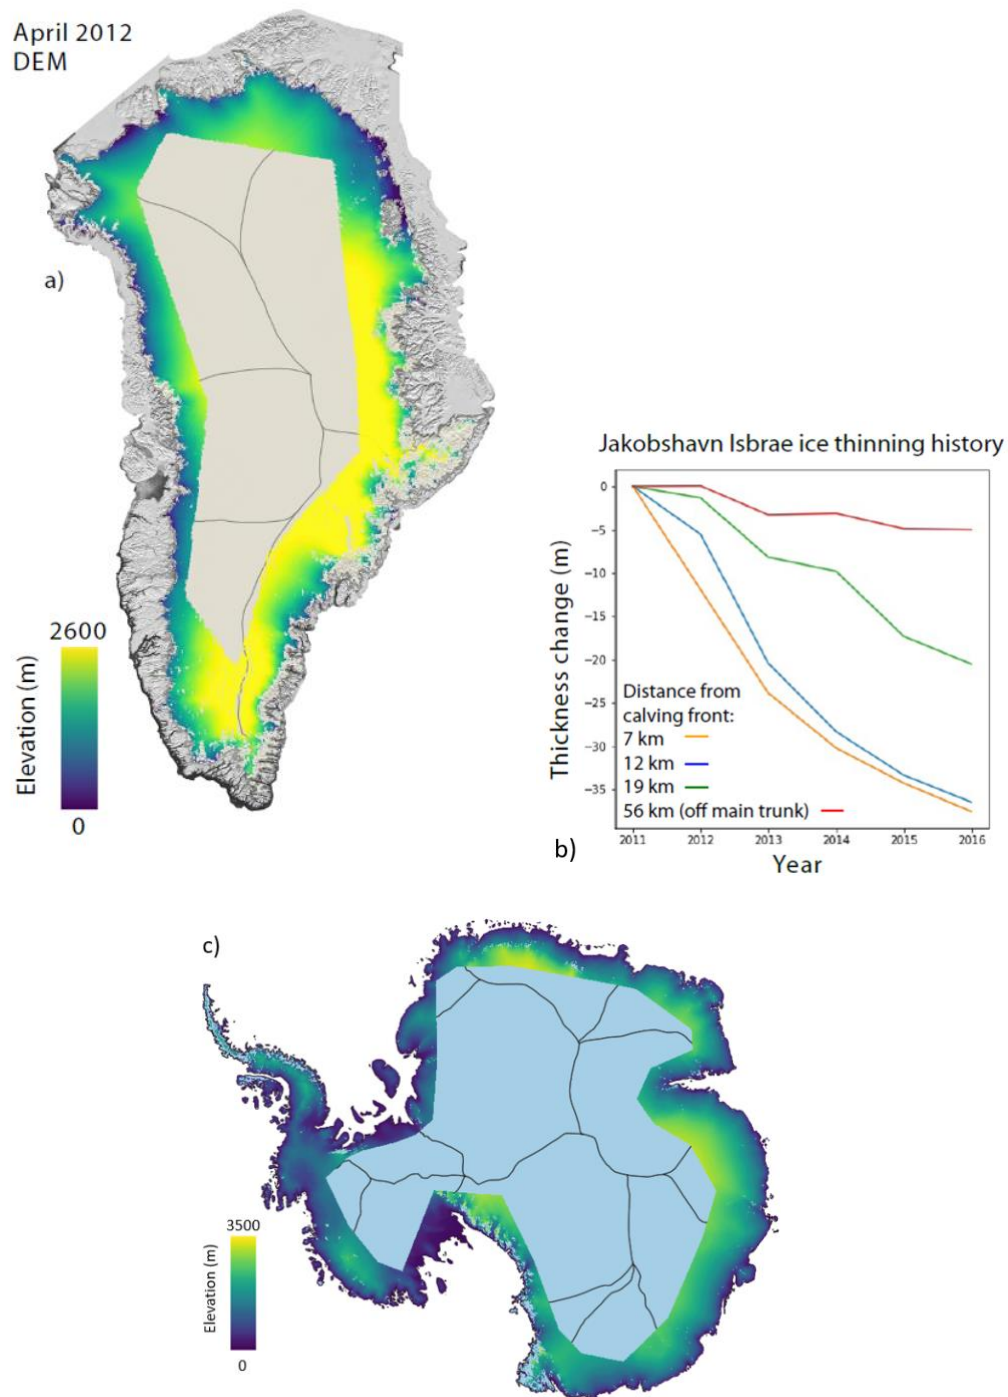 April 2012
DEM
a)
2600
Elevation (m)
0
Jakobshavn Isbrae ice thinning history
Thickness change (m)
0
−5
−10
−15
−20
−25
−30
−35
Distance from
calving front:
7 km
12 km
19 km
56 km (off main trunk)
2011 2012 2013 2014 2015 2016
Year
b)
c)
3500
Elevation (m)
0